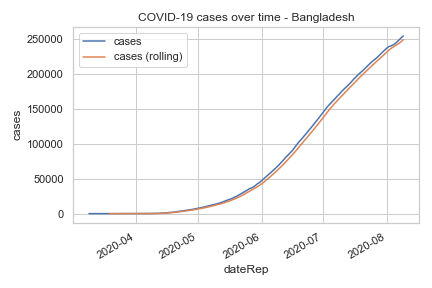 COVID-19 cases over time - Bangladesh
cases
cases (rolling)
250000
200000
150000
100000
50000
0
cases
2020-04
2020-05
2020-06
2020-07
2020-08
dateRep